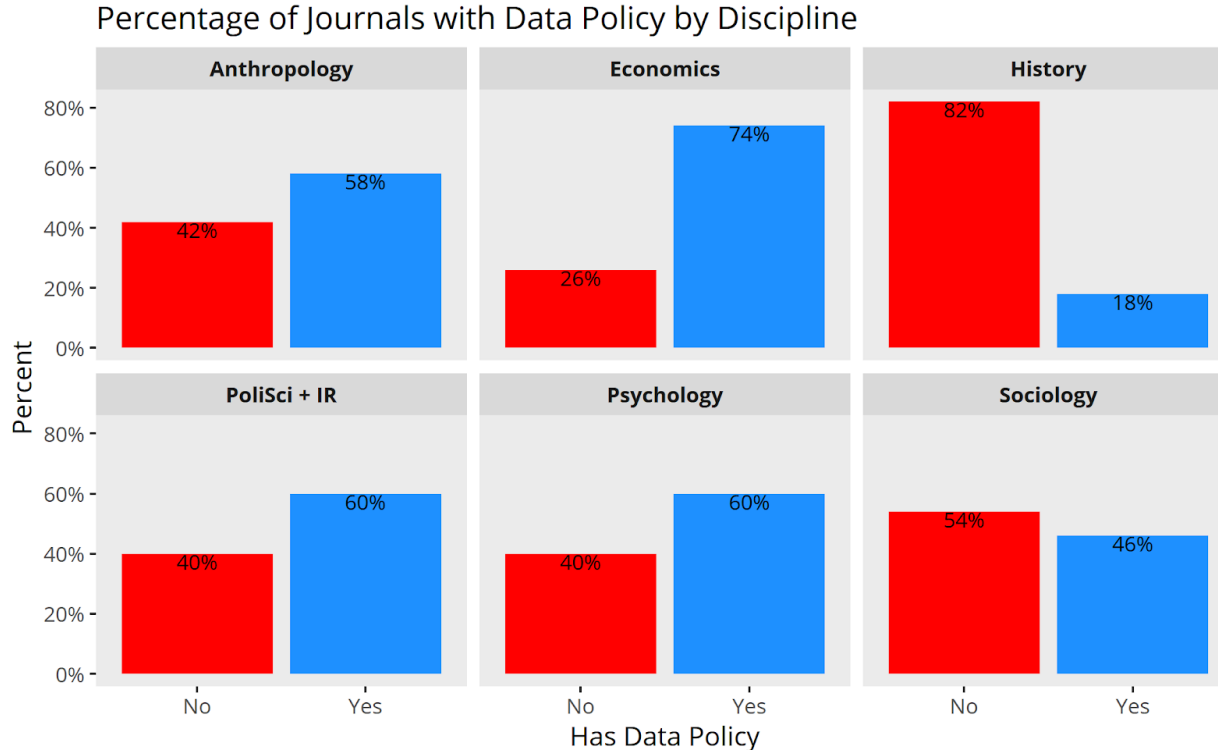 Percentage of Journals with Data Policy by Discipline
Anthropology
Economics
History
80%
60%
40%
20%
0%
42%
58%
26%
74%
82%
18%
Percent
PoliSci + IR
Psychology
Sociology
80%
60%
40%
20%
0%
40%
60%
40%
60%
54%
46%
No
Yes
No
Yes
No
Yes
Has Data Policy